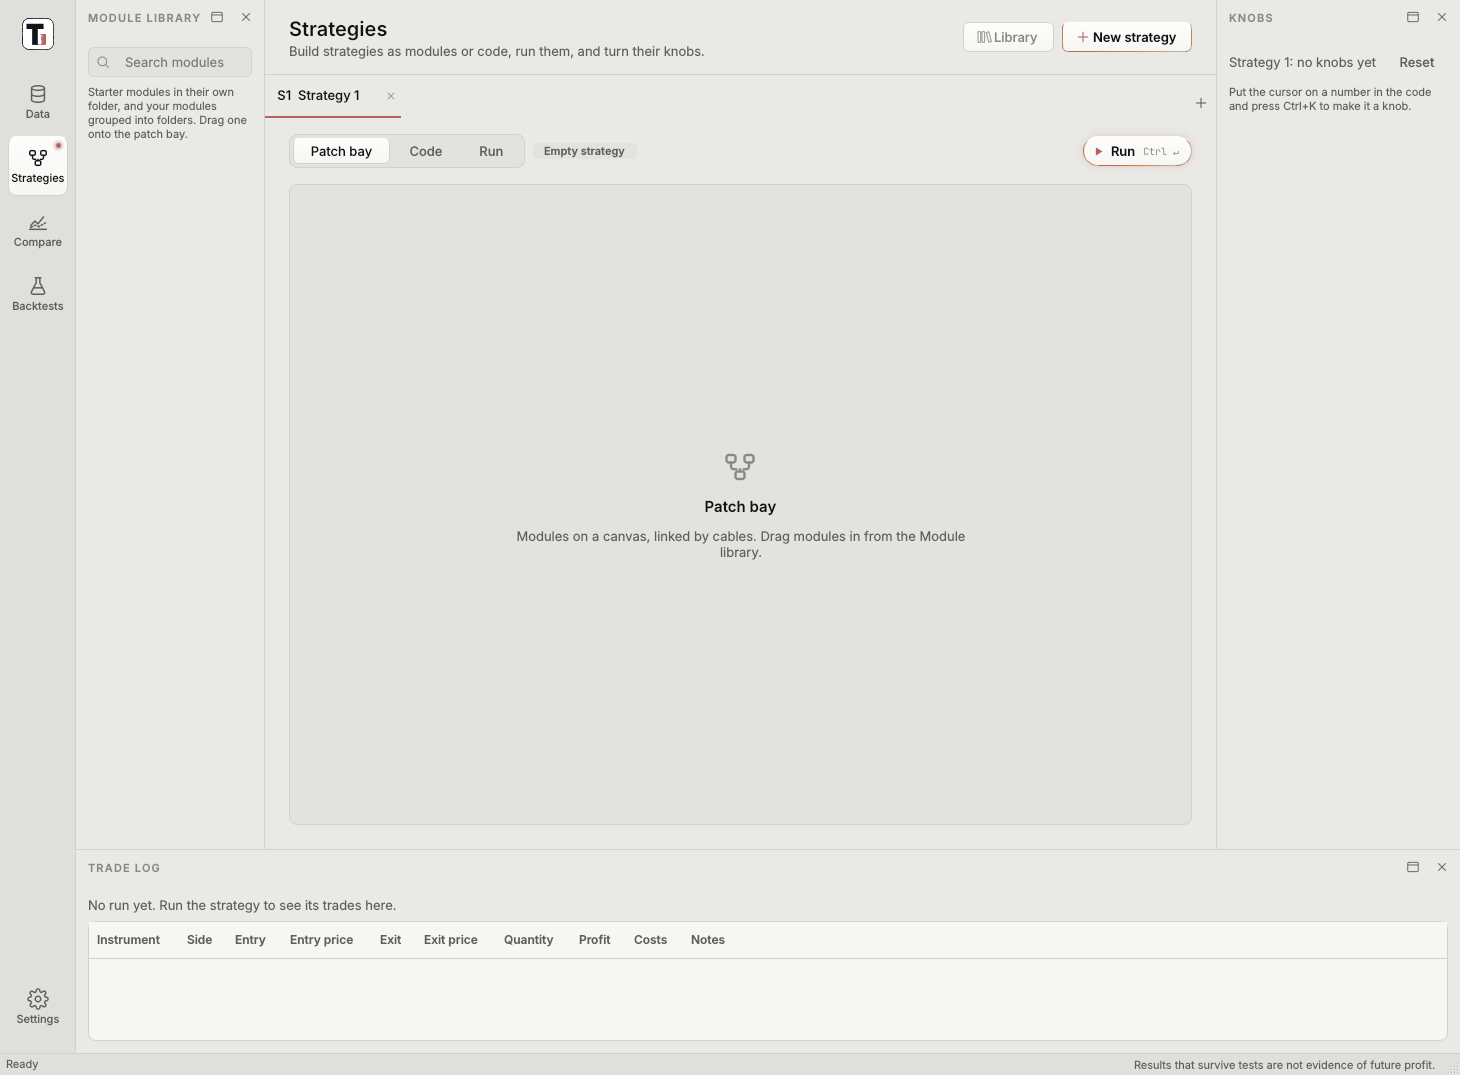 MODULE LIBRARY
Search modules
Starter modules in their own
folder, and your modules
grouped into folders. Drag one
onto the patch bay.
Data
Strategies
Compare
Backtests
Settings
Strategies
Build strategies as modules or code, run them, and turn their knobs.
Library
New strategy
S1 Strategy 1
Patch bay
Code
Run
Empty strategy
Run Ctrl ↵
Patch bay
Modules on a canvas, linked by cables. Drag modules in from the Module
library.
KNOBS
Strategy 1: no knobs yet
Reset
Put the cursor on a number in the code
and press Ctrl+K to make it a knob.
TRADE LOG
No run yet. Run the strategy to see its trades here.
Instrument Side Entry Entry price Exit Exit price Quantity Profit Costs Notes
Ready
Results that survive tests are not evidence of future profit.